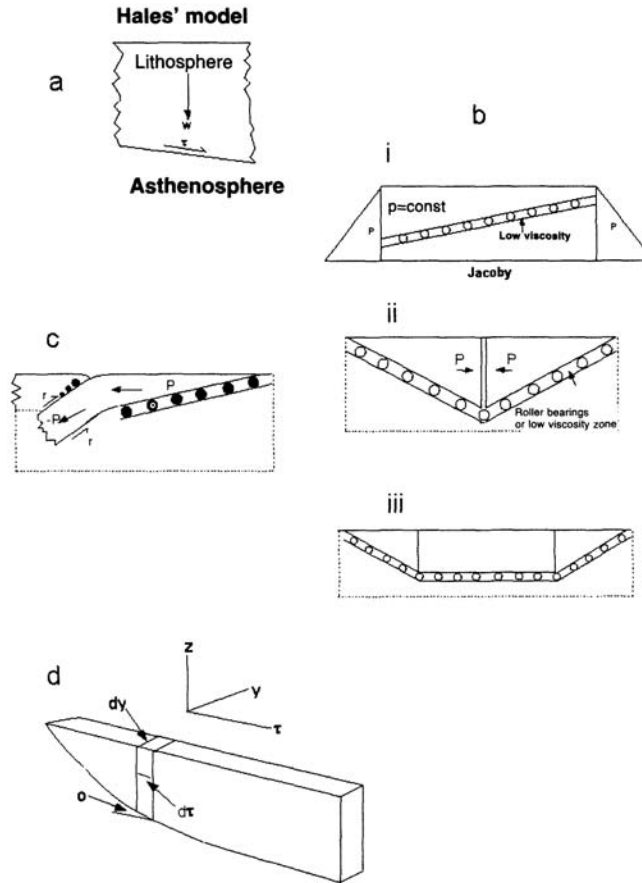 Hales' model
a
Lithosphere
w
τ
Asthenosphere
b
i
p=const
P
P
Low viscosity
Jacoby
c
P
r
-P
r
ii
P
P
Roller bearings
or low viscosity zone
iii
d
z
y
τ
dy
o
dτ